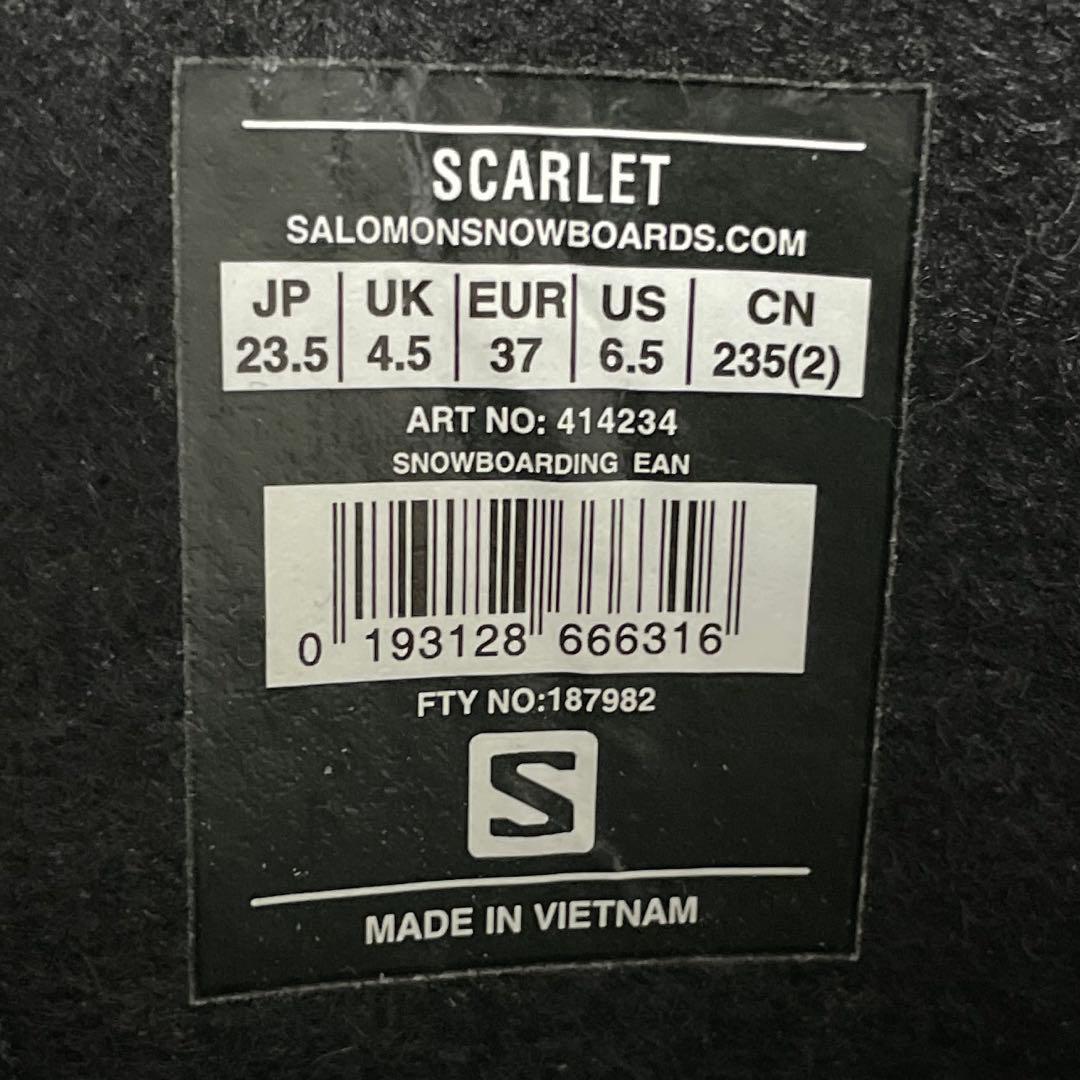 SCARLET
SALOMONSNOWBOARDS.COM
JP UK EUR US CN
23.5 4.5 37 6.5 235(2)
ART NO: 414234
SNOWBOARDING EAN
0 193128 666316
FTY NO:187982
S
MADE IN VIETNAM